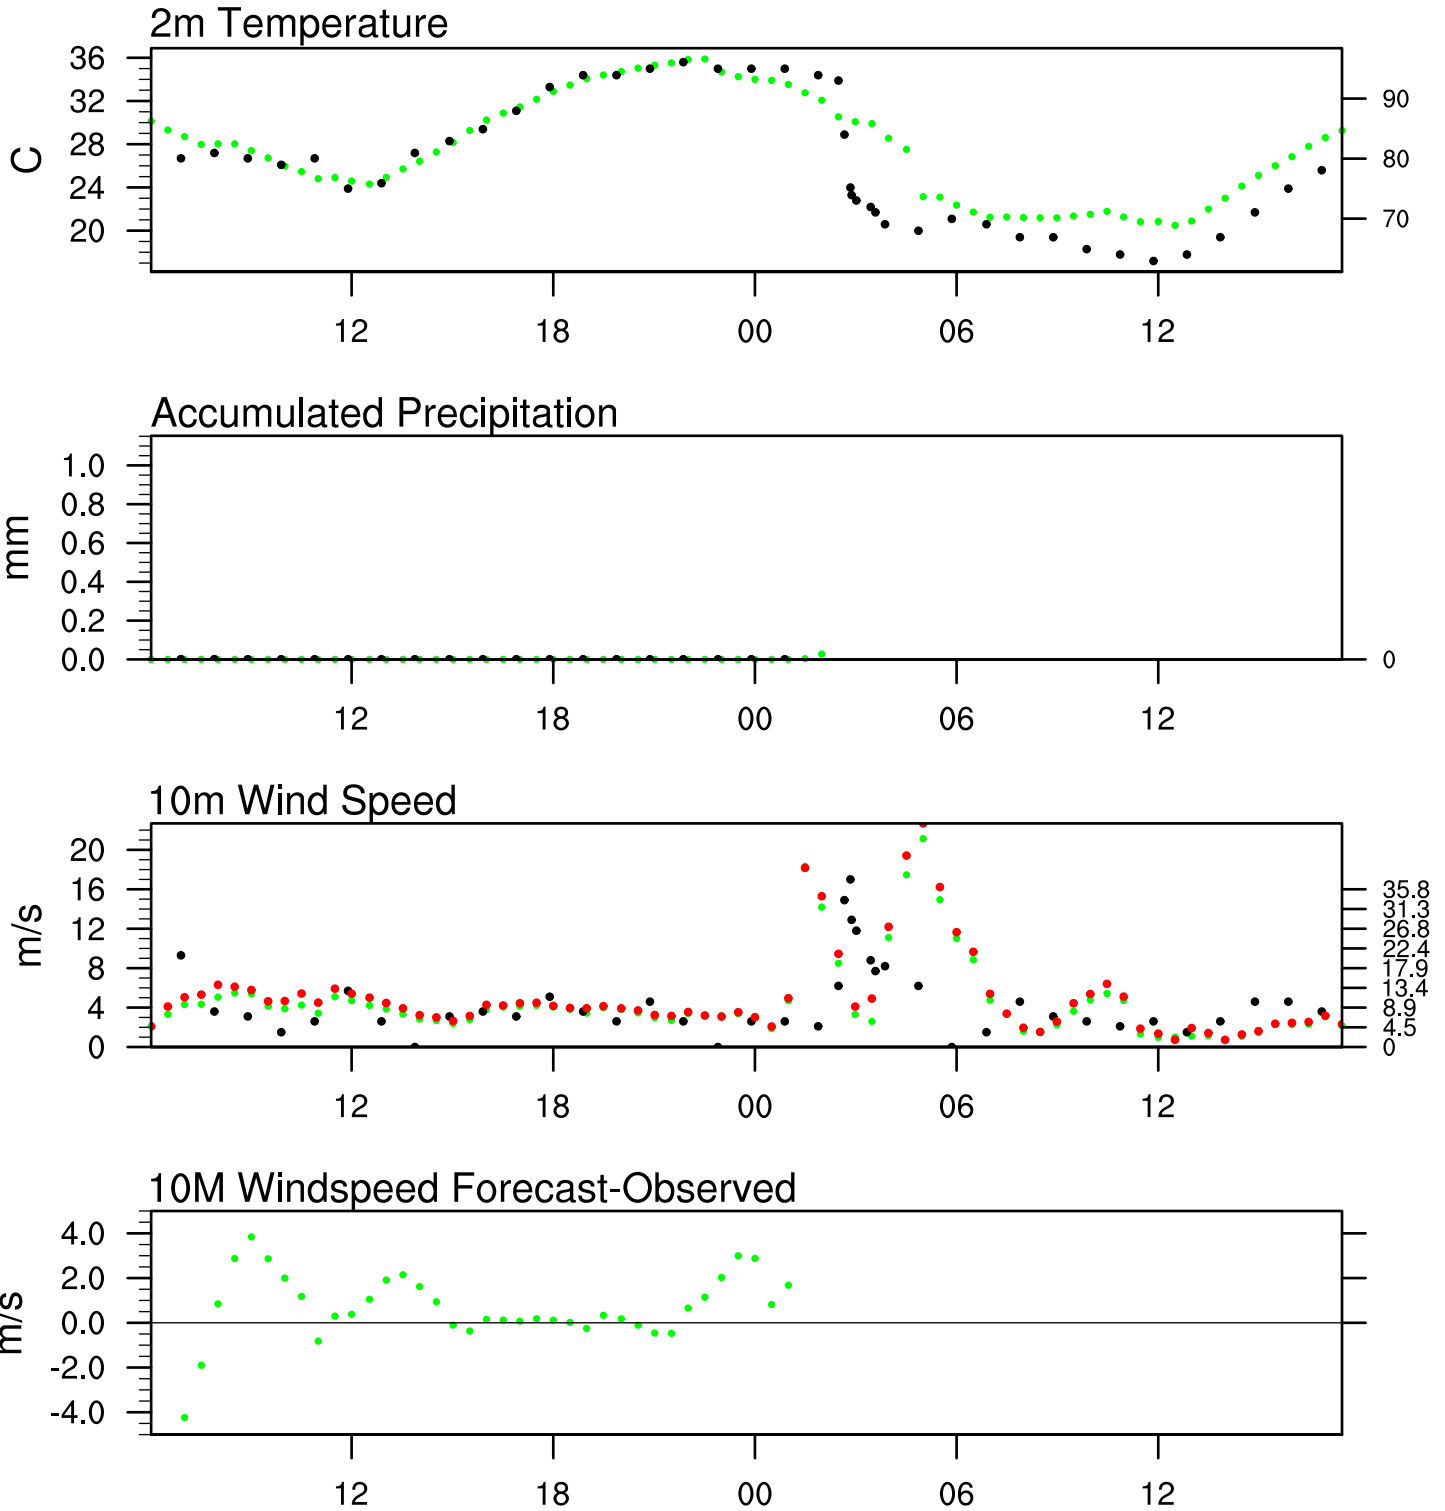 2m Temperature
36
32
28
24
20
C
90
80
70
12 18 00 06 12
Accumulated Precipitation
1.0
0.8
0.6
0.4
0.2
0.0
mm
0
12 18 00 06 12
10m Wind Speed
20
16
12
8
4
0
m/s
35.8
31.3
26.8
22.4
17.9
13.4
8.9
4.5
0
12 18 00 06 12
10M Windspeed Forecast-Observed
4.0
2.0
0.0
-2.0
-4.0
m/s
12 18 00 06 12